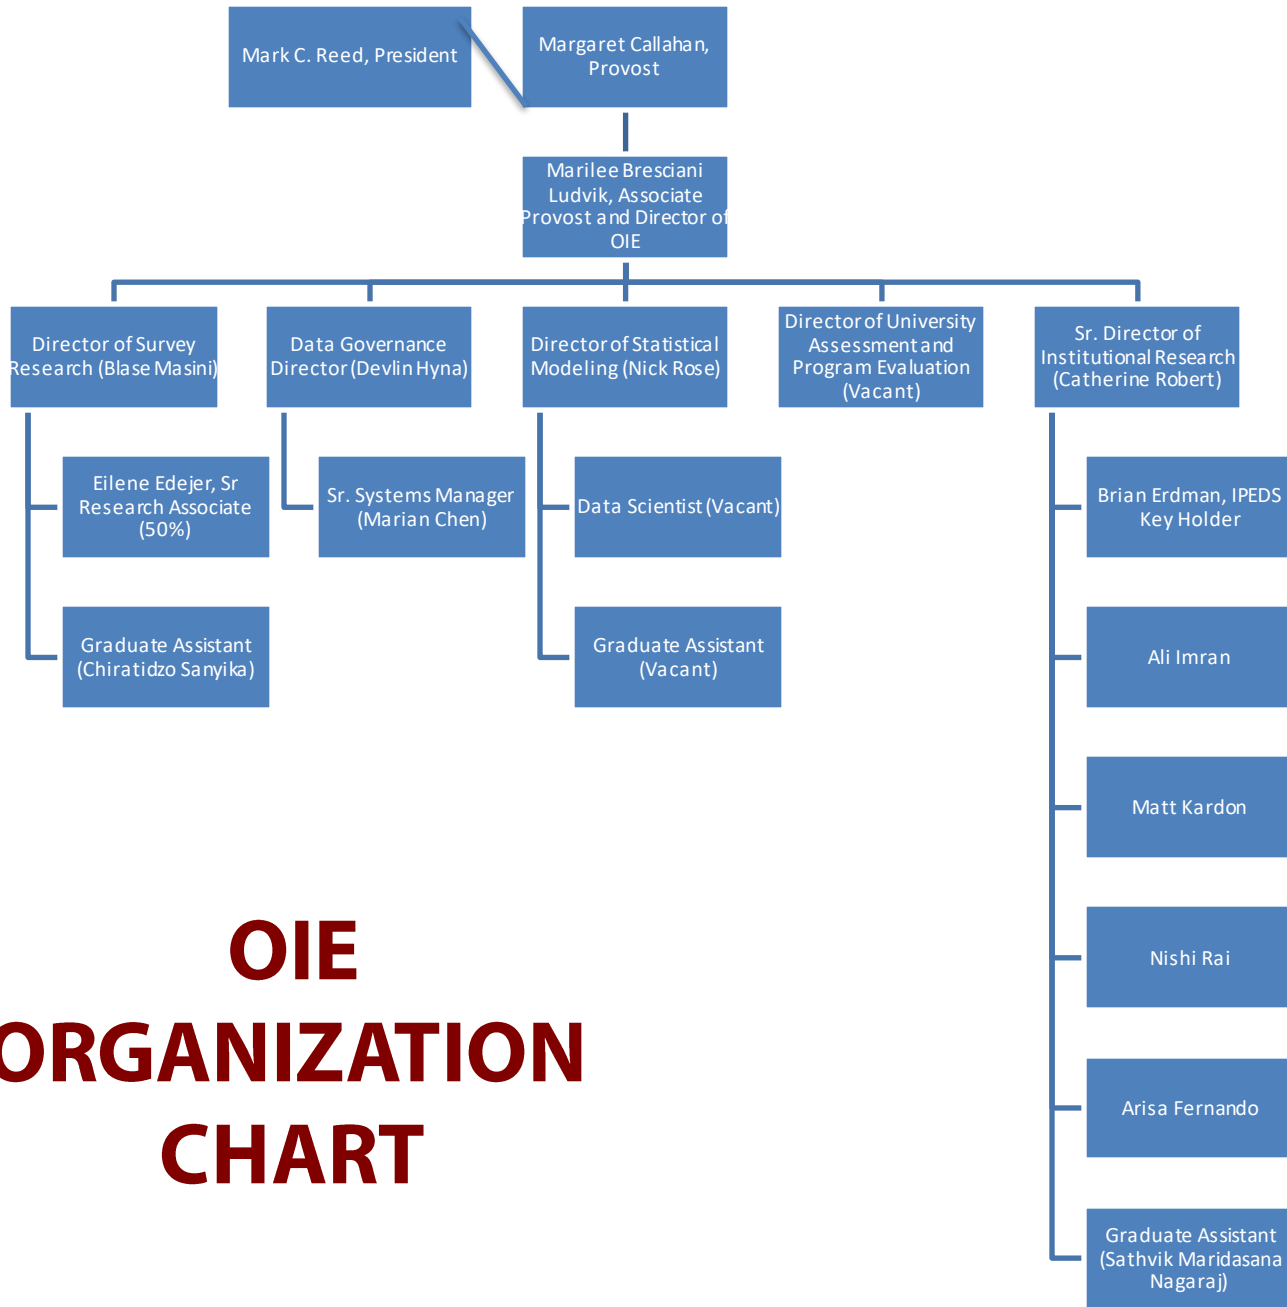 Mark C. Reed, President
Margaret Callahan,
Provost
Marilee Bresciani
Ludvik, Associate
Provost and Director of
OIE
Director of Survey
Research (Blase Masini)
Data Governance
Director (Devlin Hyna)
Director of Statistical
Modeling (Nick Rose)
Director of University
Assessment and
Program Evaluation
(Vacant)
Sr. Director of
Institutional Research
(Catherine Robert)
Eilene Edejer, Sr
Research Associate
(50%)
Graduate Assistant
(Chiratidzo Sanyika)
Sr. Systems Manager
(Marian Chen)
Data Scientist (Vacant)
Graduate Assistant
(Vacant)
Brian Erdman, IPEDS
Key Holder
Ali Imran
Matt Kardon
Nishi Rai
Arisa Fernando
Graduate Assistant
(Sathvik Maridasana
Nagaraj)
OIE
ORGANIZATION
CHART